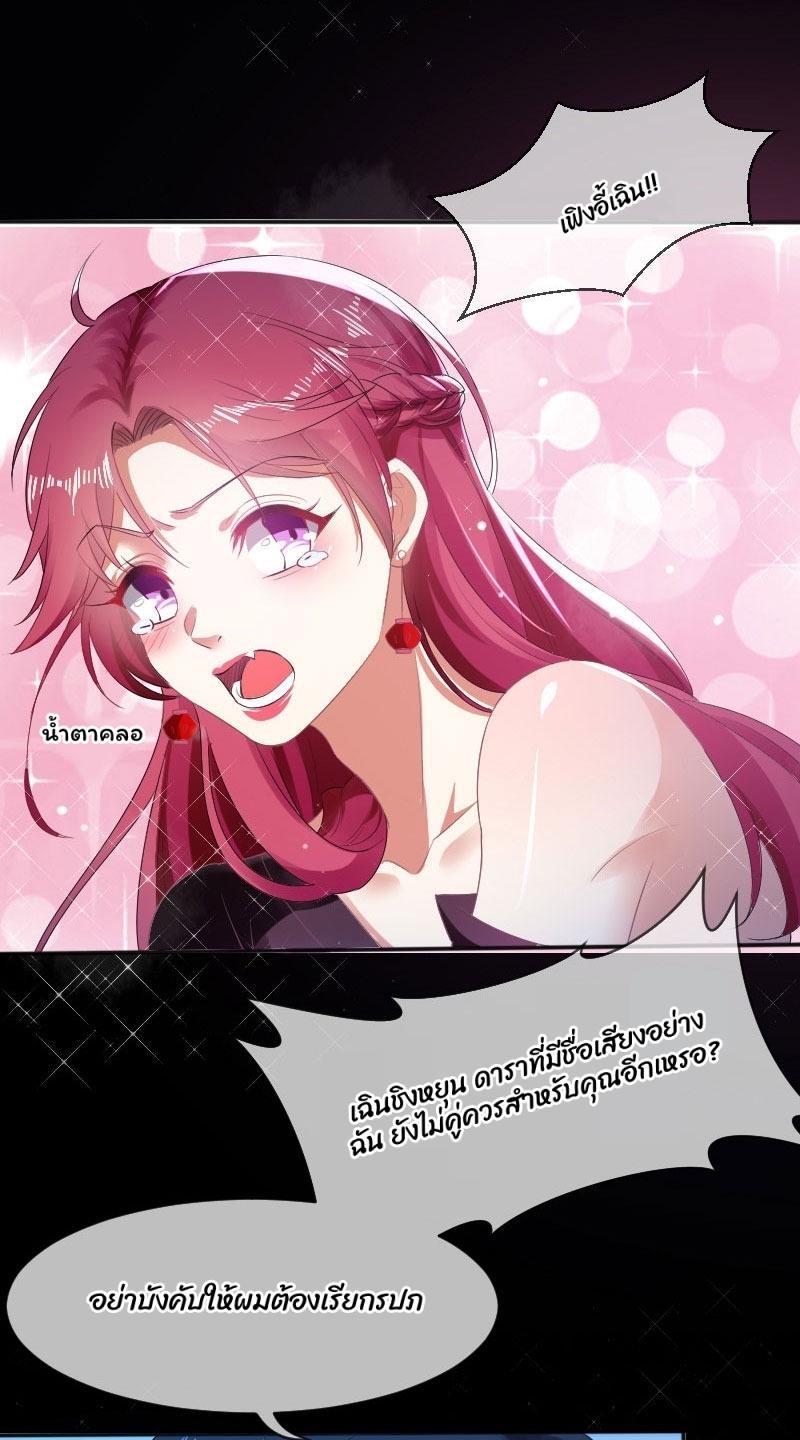 เฟิงอี้เฉิน!!
น้ำตาคลอ
เฉินชิงหยุน ดาราที่มีชื่อเสียงอย่าง
ฉัน ยังไม่คู่ควรสำหรับคุณอีกเหรอ?
อย่าบังคับให้ผมต้องเรียกรปภ